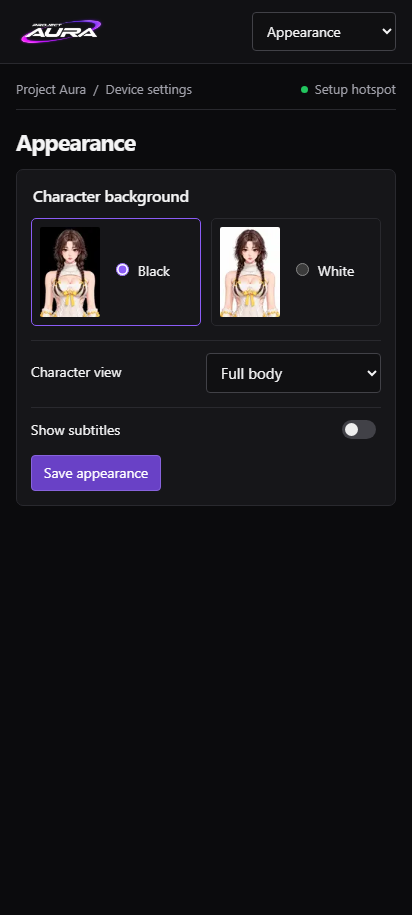 PROJECT
AURA
Appearance
Project Aura / Device settings
Setup hotspot
Appearance
Character background
Black
White
Character view
Full body
Show subtitles
Save appearance